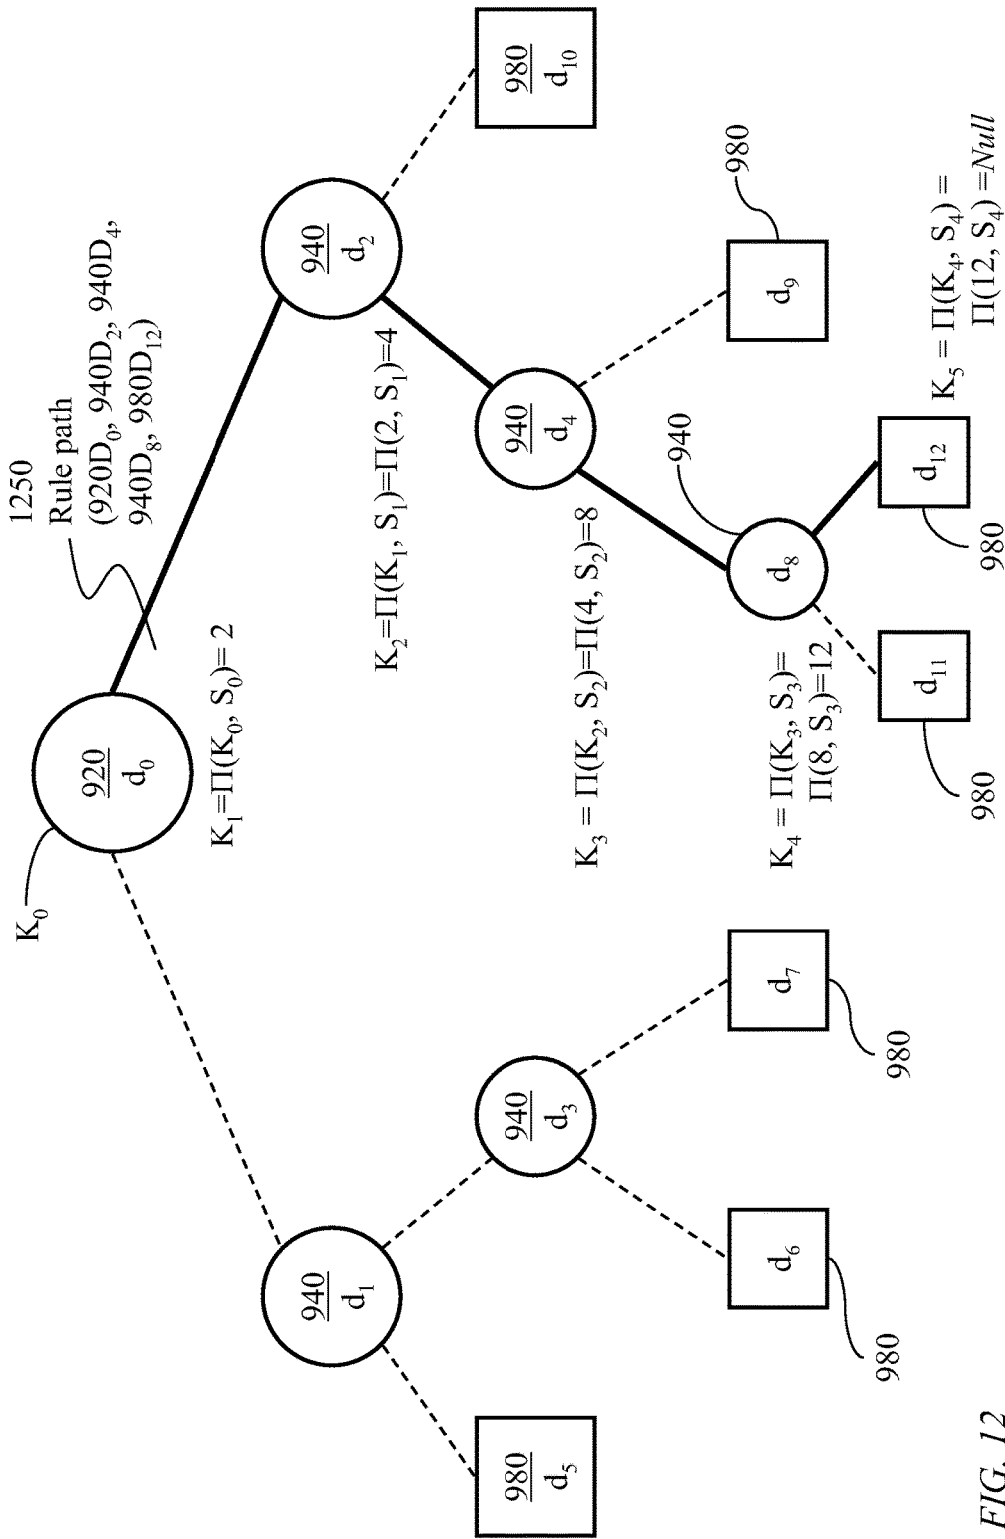 1250
Rule path
(920D₀, 940D₂, 940D₄,
940D₈, 980D₁₂)
K₀
920
d₀
K₁=Π(K₀, S₀)= 2
940
d₁
940
d₂
K₂=Π(K₁, S₁)=Π(2, S₁)=4
980
d₅
940
d₃
940
d₄
980
d₁₀
K₃ = Π(K₂, S₂)=Π(4, S₂)=8
d₆
980
d₇
980
d₈
940
d₉
980
K₄ = Π(K₃, S₃)=
Π(8, S₃)=12
d₁₁
980
d₁₂
980
K₅ = Π(K₄, S₄) =
Π(12, S₄) =Null
FIG. 12